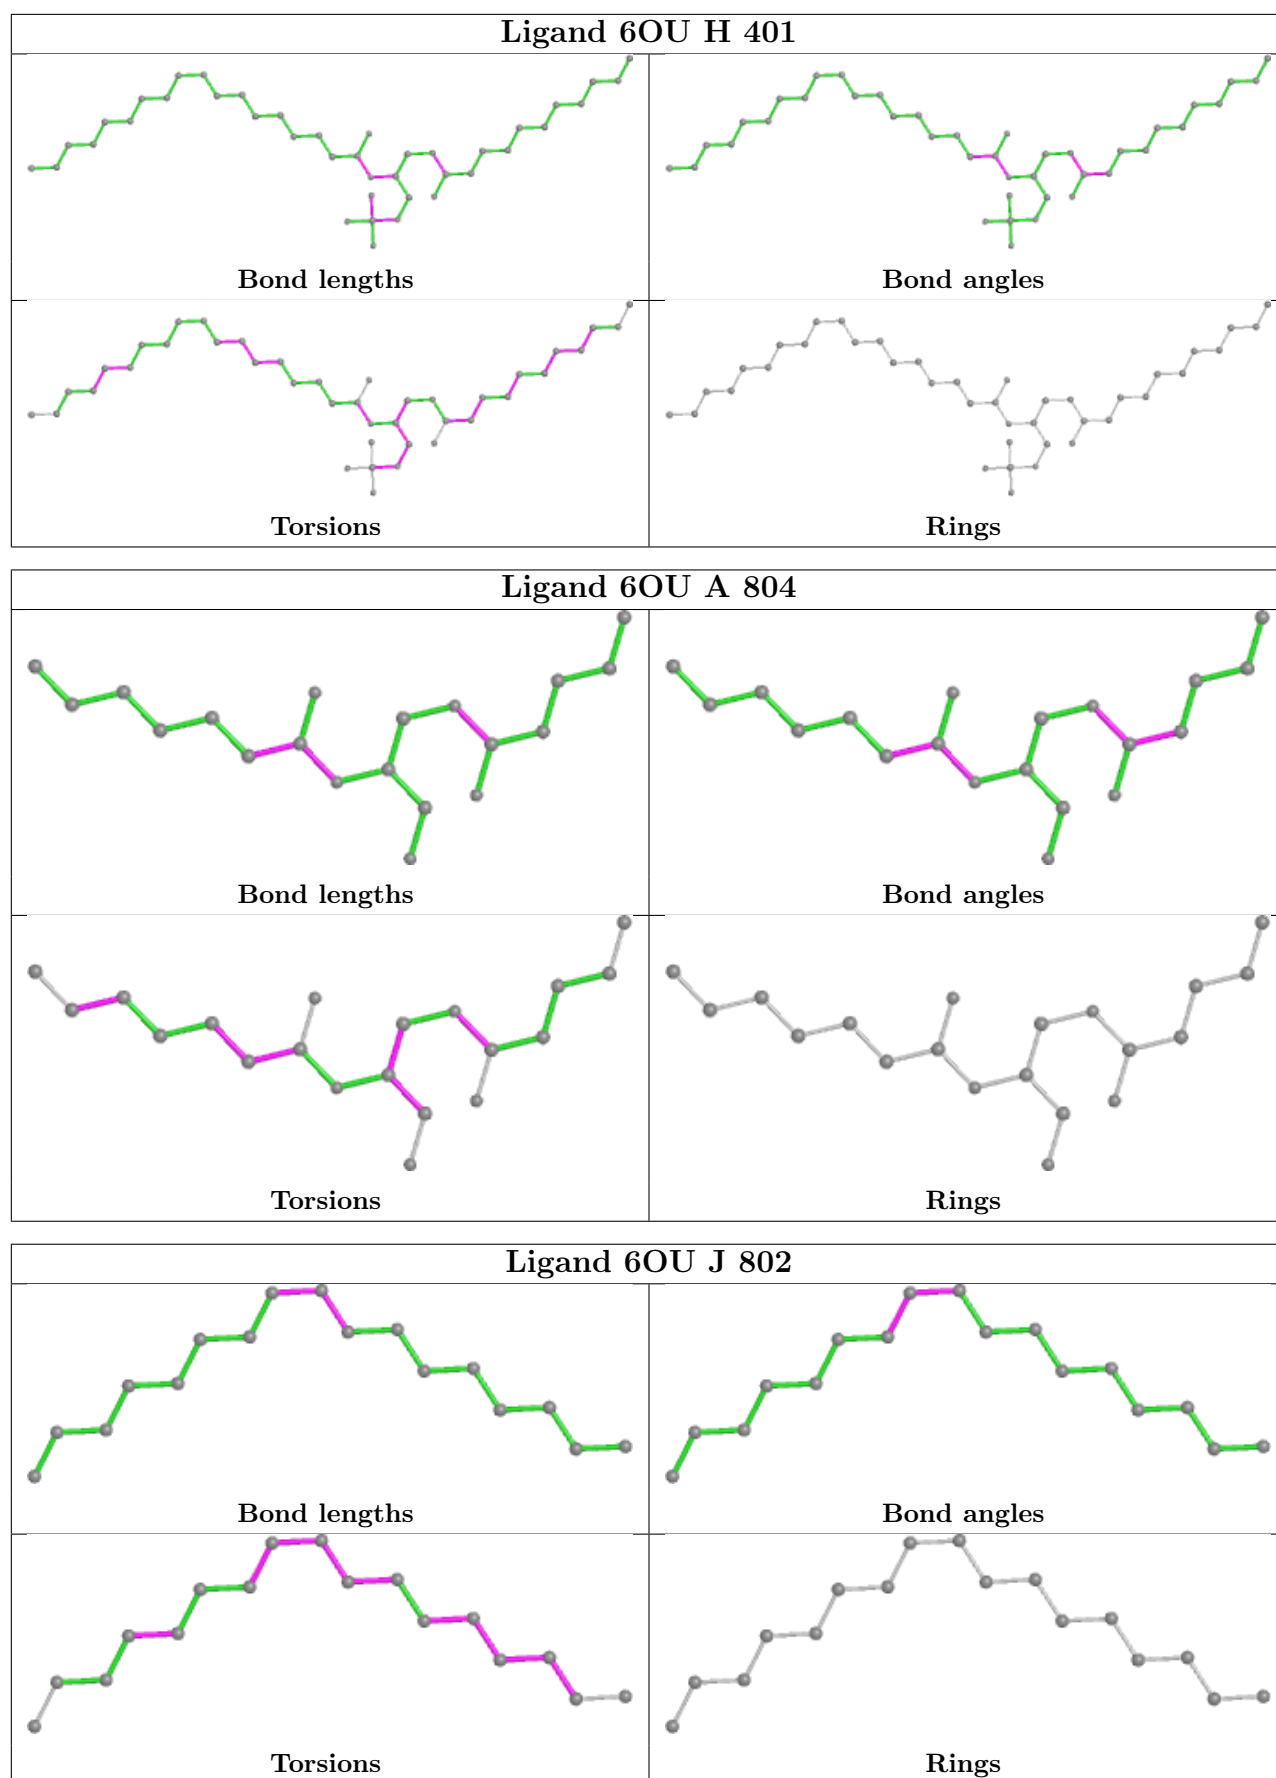 Ligand 6OU H 401
Bond lengths
Bond angles
Torsions
Rings
Ligand 6OU A 804
Bond lengths
Bond angles
Torsions
Rings
Ligand 6OU J 802
Bond lengths
Bond angles
Torsions
Rings